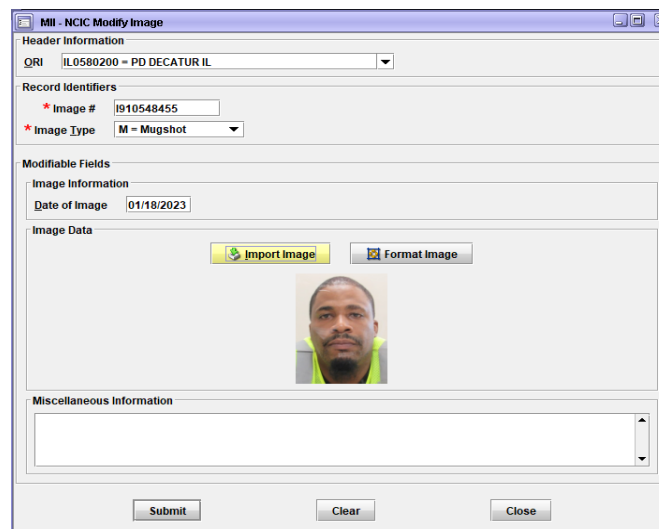 MII - NCIC Modify Image
Header Information
ORI IL0580200 = PD DECATUR IL
Record Identifiers
* Image # I910548455
* Image Type M = Mugshot
Modifiable Fields
Image Information
Date of Image 01/18/2023
Image Data
Import Image Format Image
Miscellaneous Information
Submit Clear Close